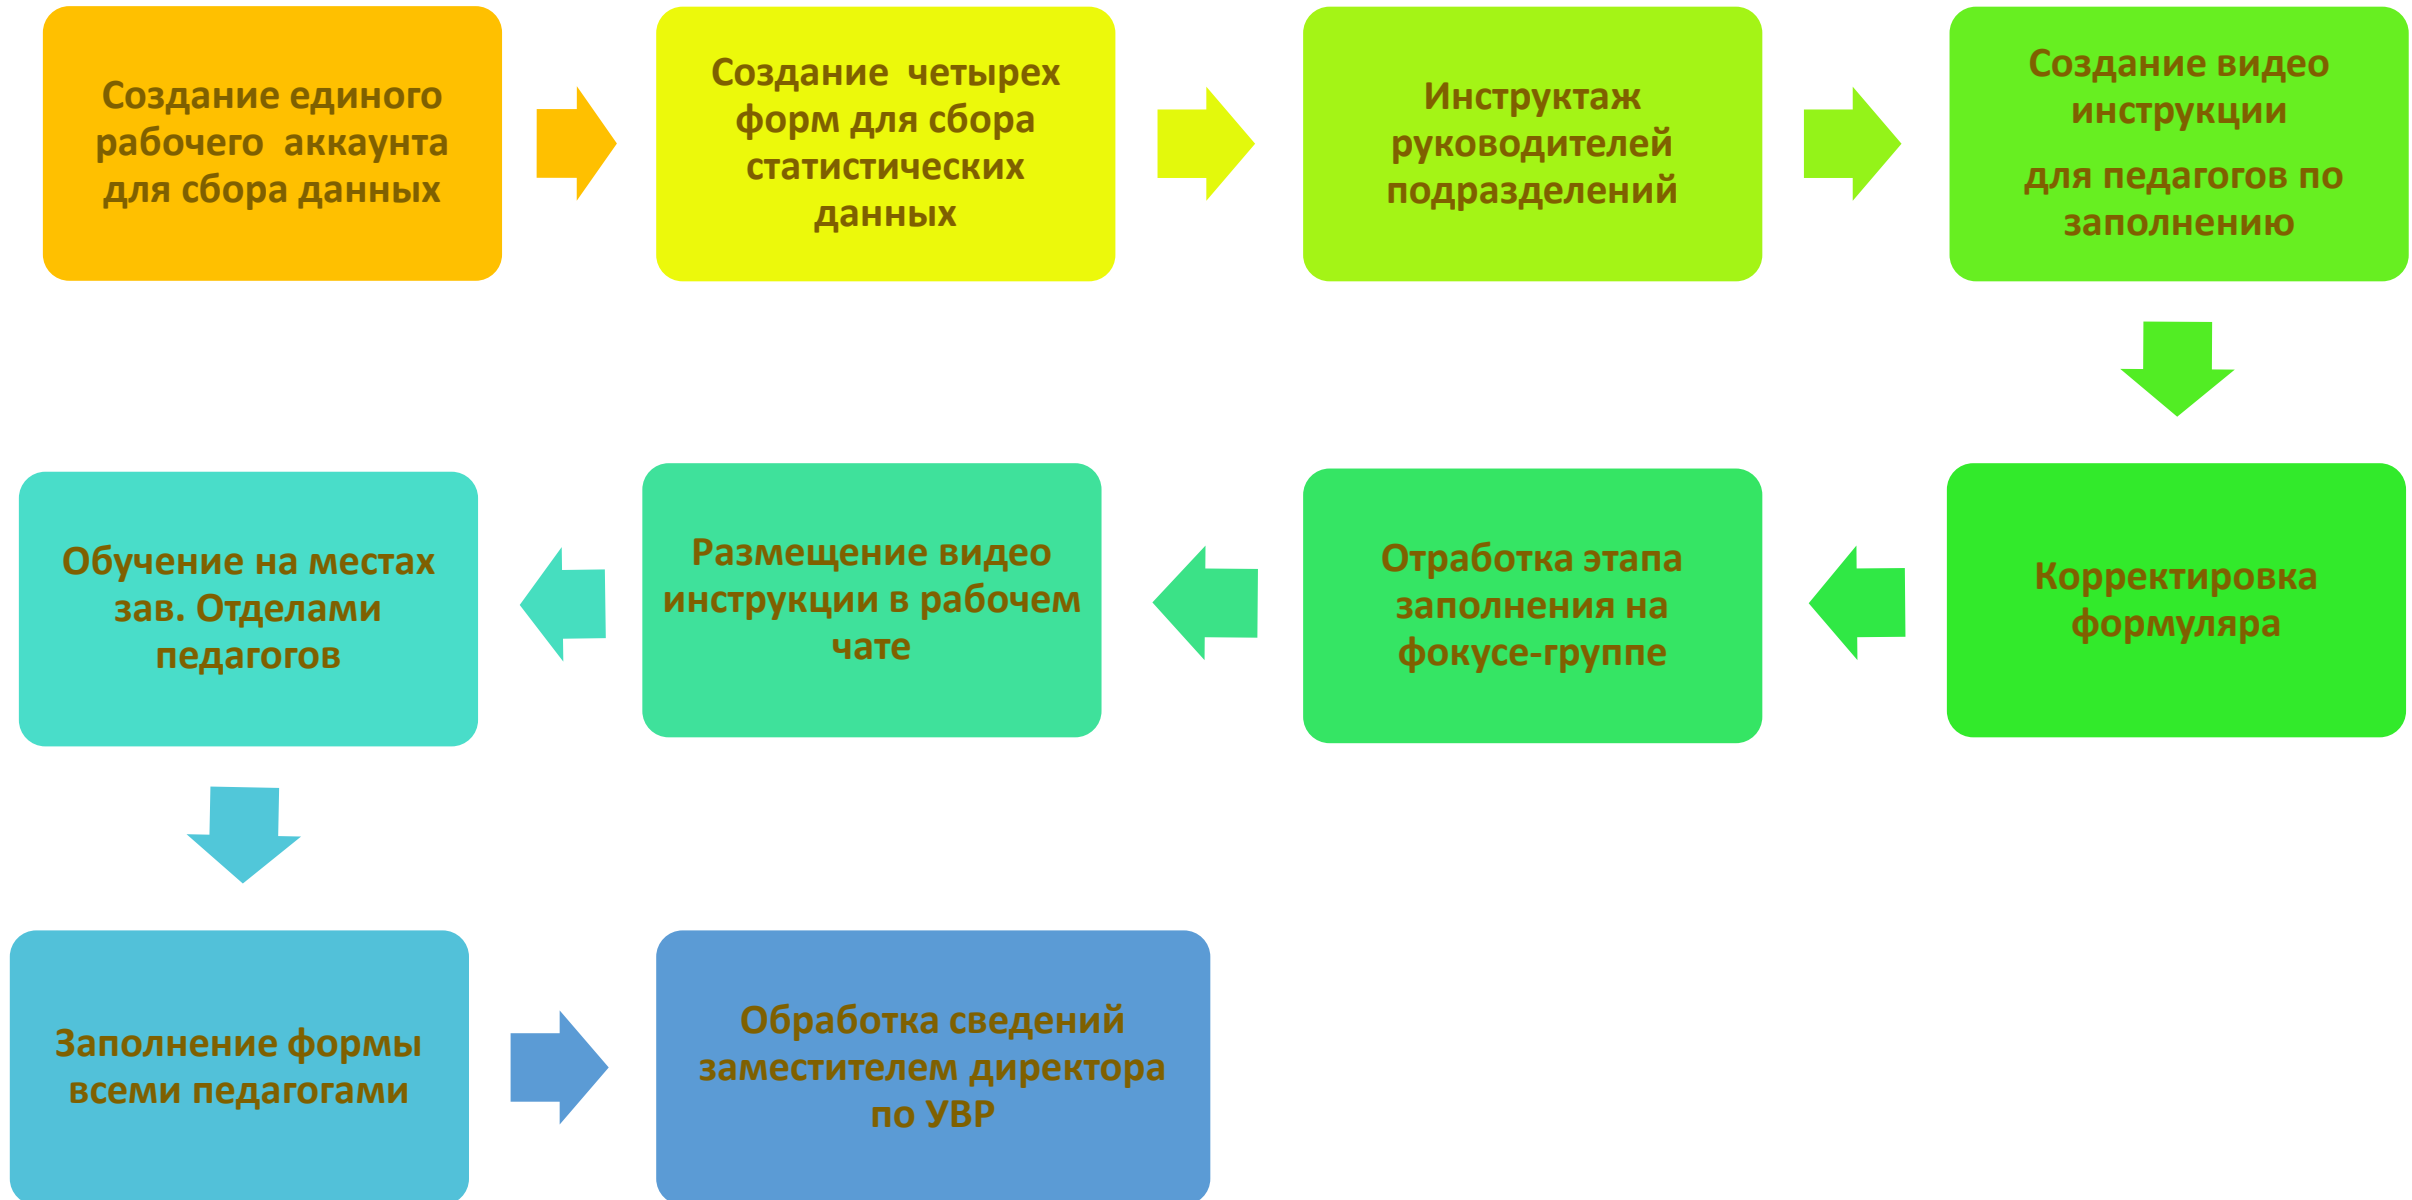 Создание единого
рабочего  аккаунта
для сбора данных
Создание  четырех
форм для сбора
статистических
данных
Инструктаж
руководителей
подразделений
Создание видео
инструкции
для педагогов по
заполнению
Корректировка
формуляра
Отработка этапа
заполнения на
фокусе-группе
Размещение видео
инструкции в рабочем
чате
Обучение на местах
зав. Отделами
педагогов
Заполнение формы
всеми педагогами
Обработка сведений
заместителем директора
по УВР